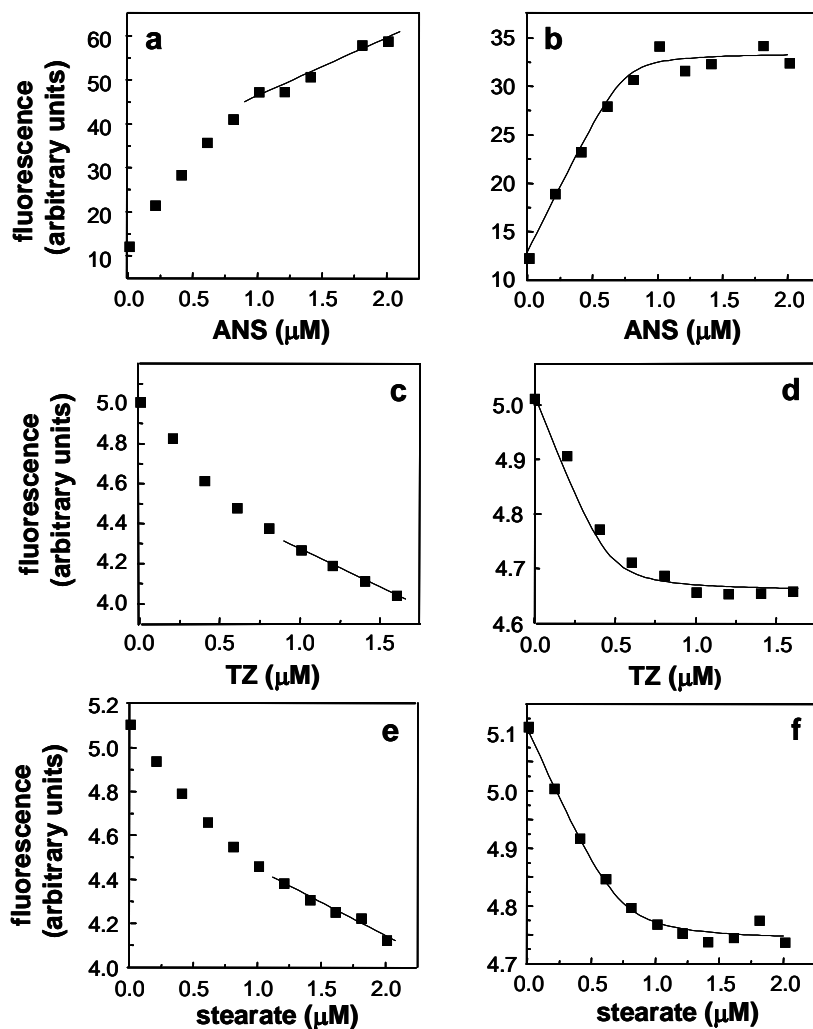 a
fluorescence
(arbitrary units)
60
50
40
30
20
10
0.0 0.5 1.0 1.5 2.0
ANS (μM)
b
35
30
25
20
15
10
0.0 0.5 1.0 1.5 2.0
ANS (μM)
c
fluorescence
(arbitrary units)
5.0
4.8
4.6
4.4
4.2
4.0
0.0 0.5 1.0 1.5
TZ (μM)
d
5.0
4.9
4.8
4.7
4.6
0.0 0.5 1.0 1.5
TZ (μM)
e
fluorescence
(arbitrary units)
5.2
5.0
4.8
4.6
4.4
4.2
4.0
0.0 0.5 1.0 1.5 2.0
stearate (μM)
f
5.1
5.0
4.9
4.8
4.7
0.0 0.5 1.0 1.5 2.0
stearate (μM)